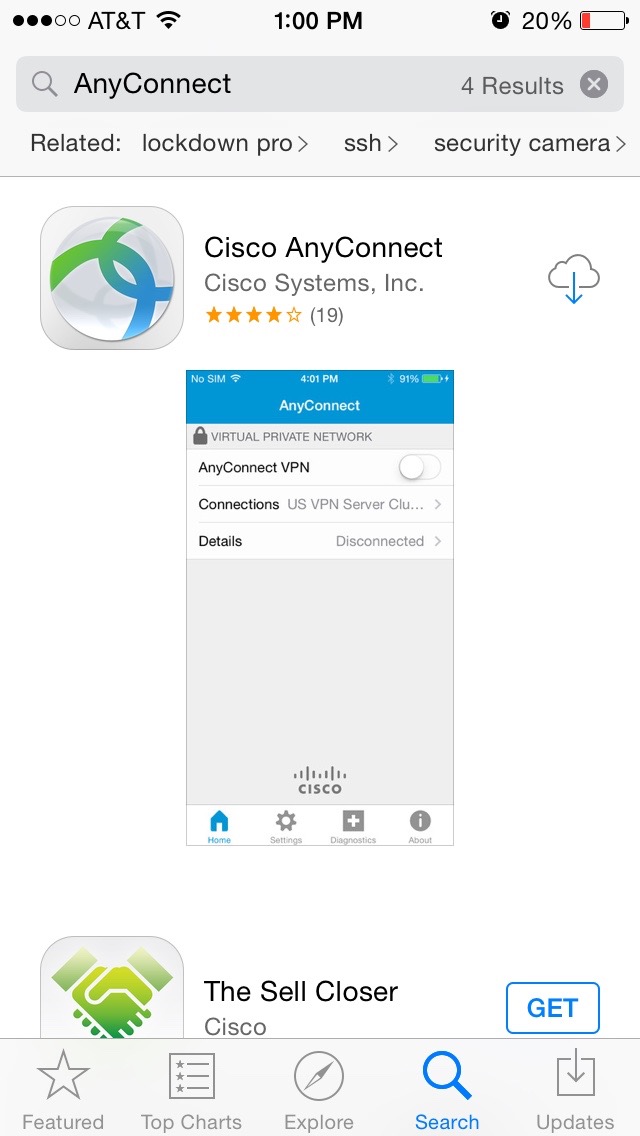 AT&T 1:00 PM 20%
AnyConnect 4 Results
Related: lockdown pro ssh security camera
Cisco AnyConnect
Cisco Systems, Inc.
(19)
No SIM 4:01 PM 91%
AnyConnect
VIRTUAL PRIVATE NETWORK
AnyConnect VPN
Connections US VPN Server Clu...
Details Disconnected
CISCO
Home Settings Diagnostics About
The Sell Closer
GET
Cisco
Featured Top Charts Explore Search Updates